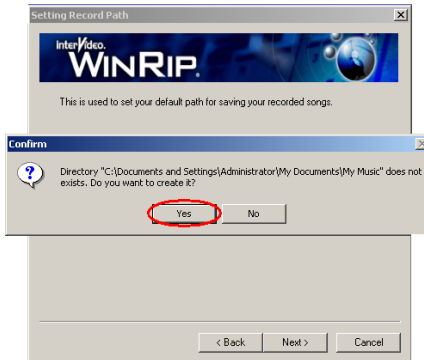 Setting Record Path
InterVideo.
WINRIP.
This is used to set your default path for saving your recorded songs.
Confirm
Directory "C:\Documents and Settings\Administrator\My Documents\My Music" does not
exists. Do you want to create it?
Yes No
< Back Next > Cancel